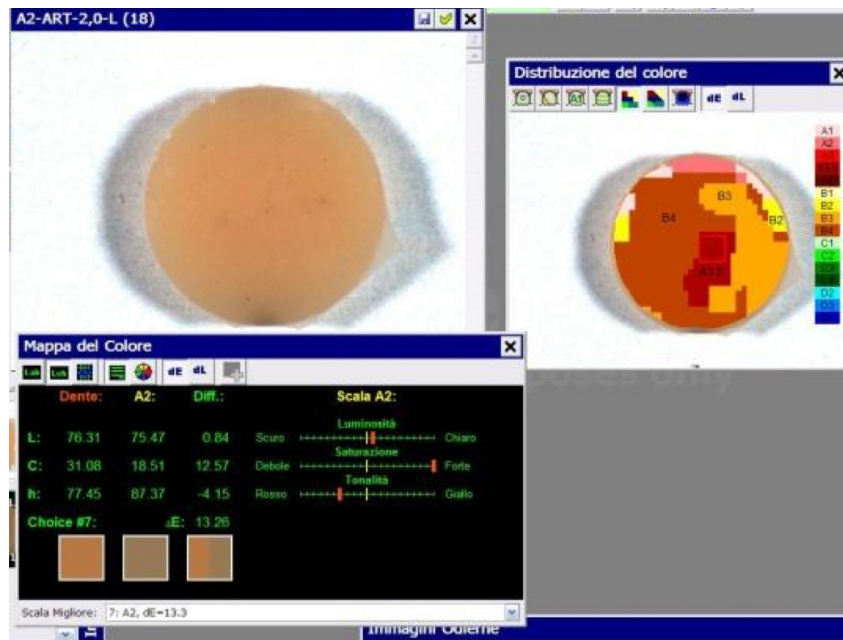 A2-ART-2,0-L (18)
Distribuzione del colore
dE dL
A1
A2
B1
B2
B3
B4
C1
C2
D2
D3
B3
B4
B2
Mappa del Colore
Lab Lch dE dL
Dente: A2: Diff.: Scala A2:
Luminosità
L: 76.31 75.47 0.84 Scuro Chiaro
Saturazione
C: 31.08 18.51 12.57 Debole Forte
Tonalità
h: 77.45 87.37 -4.15 Rosso Giallo
Choice #7: ΔE: 13.26
Scala Migliore: 7: A2, dE=13.3
Immagini Odierne
only